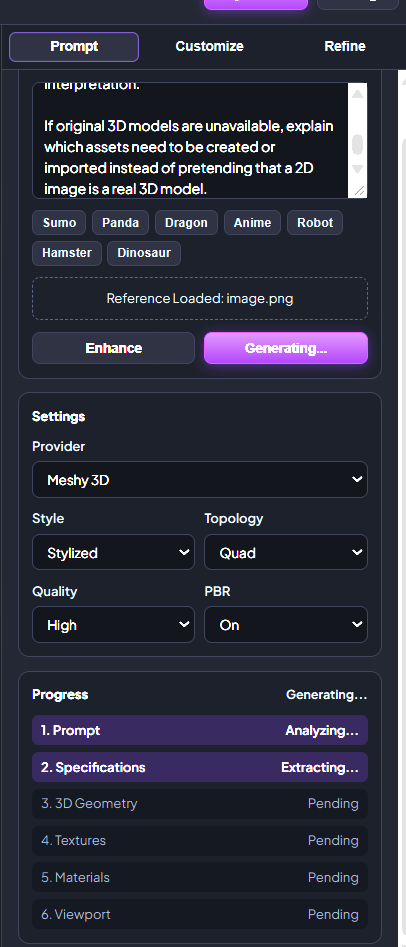 Prompt
Customize
Refine
interpretation.
If original 3D models are unavailable, explain
which assets need to be created or
imported instead of pretending that a 2D
image is a real 3D model.
Sumo
Panda
Dragon
Anime
Robot
Hamster
Dinosaur
Reference Loaded: image.png
Enhance
Generating...
Settings
Provider
Meshy 3D
Style
Topology
Stylized
Quad
Quality
PBR
High
On
Progress
Generating...
1. Prompt
Analyzing...
2. Specifications
Extracting...
3. 3D Geometry
Pending
4. Textures
Pending
5. Materials
Pending
6. Viewport
Pending